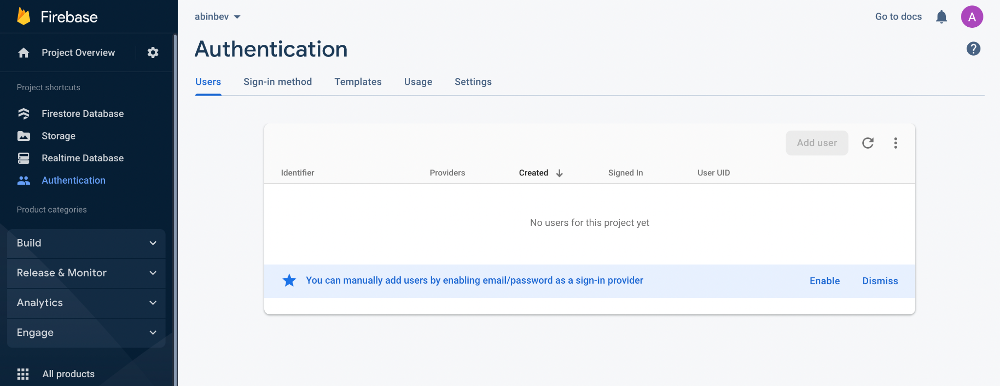 Firebase
Project Overview
Project shortcuts
Firestore Database
Storage
Realtime Database
Authentication
Product categories
Build
Release & Monitor
Analytics
Engage
All products
abinbev
Go to docs
A
Authentication
?
Users Sign-in method Templates Usage Settings
Add user
Identifier Providers Created Signed In User UID
No users for this project yet
You can manually add users by enabling email/password as a sign-in provider Enable Dismiss